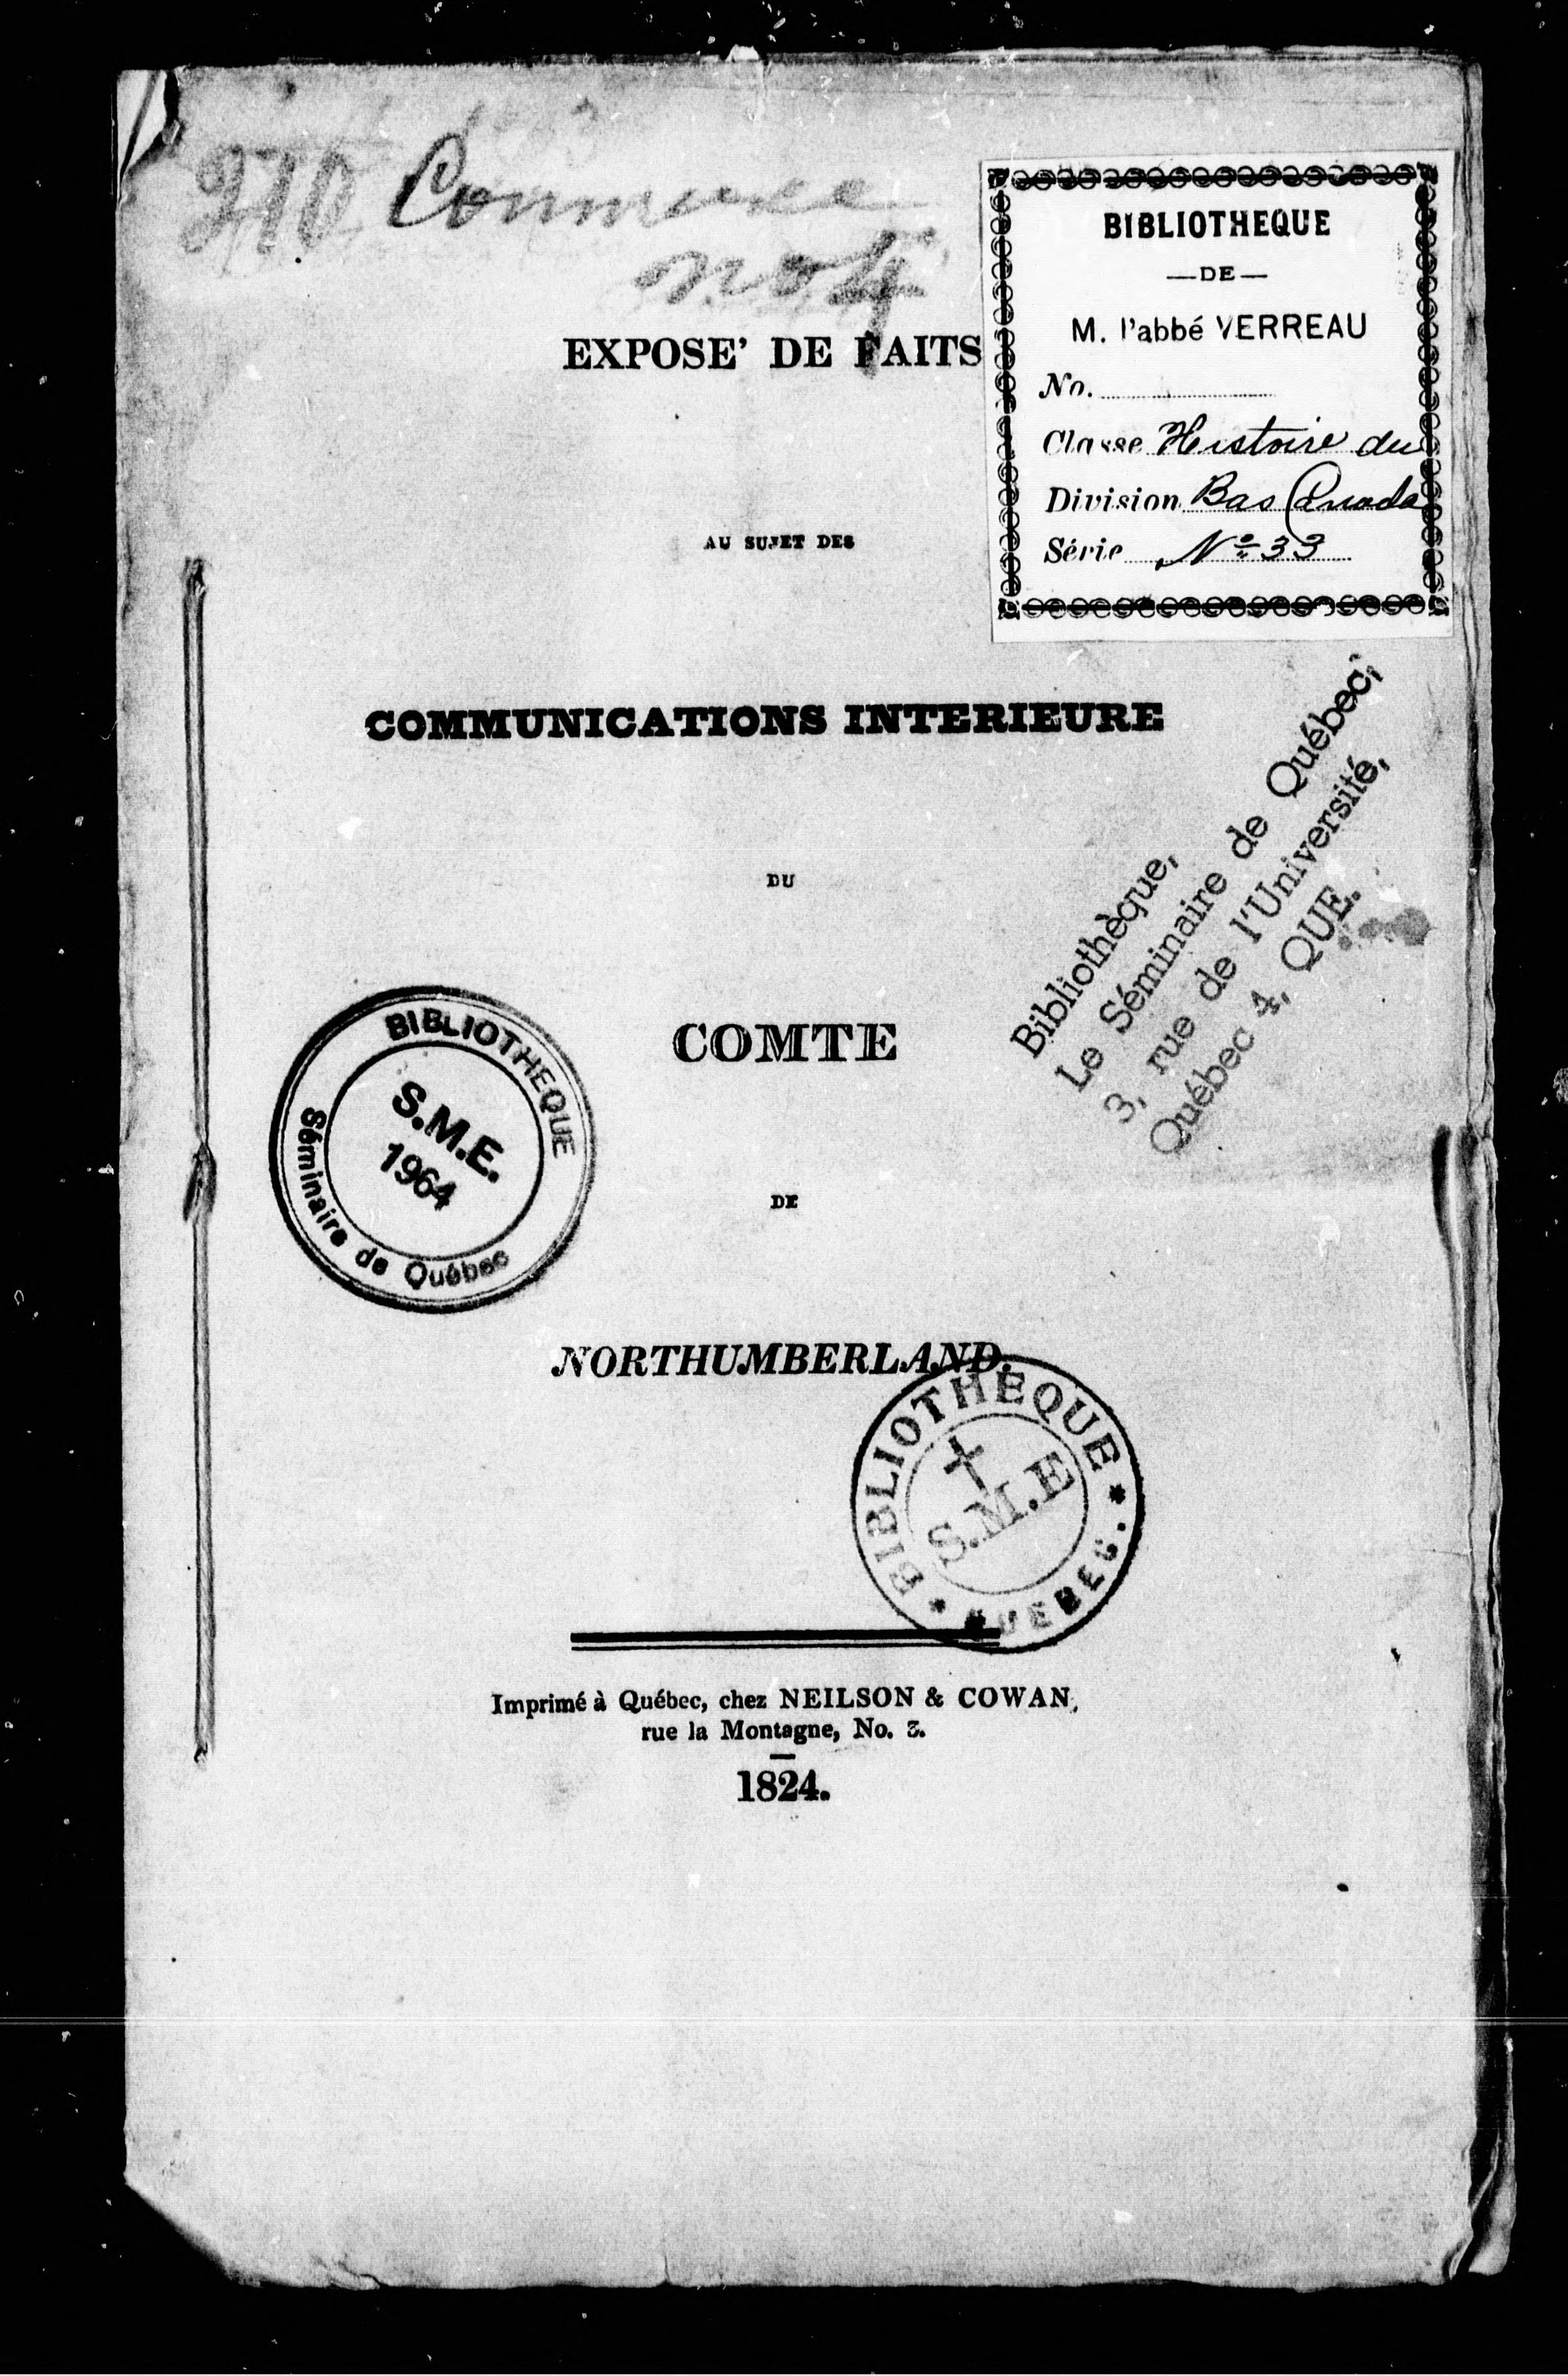 210 Commerce
no 4
EXPOSE' DE FAITS
BIBLIOTHEQUE
—DE—
M. l'abbé VERREAU
No.
Classe Histoire du
Division Bas Canada
Série No 33
AU SUJET DES
COMMUNICATIONS INTERIEURE
Bibliothèque,
Le Séminaire de Québec,
3, rue de l'Université,
Québec 4, QUE.
DU
COMTE
BIBLIOTHEQUE
S.M.E.
1964
Séminaire de Québec
DE
NORTHUMBERLAND.
BIBLIOTHEQUE
S.M.E
QUEBEC.
Imprimé à Québec, chez NEILSON & COWAN,
rue la Montagne, No. 3.
1824.